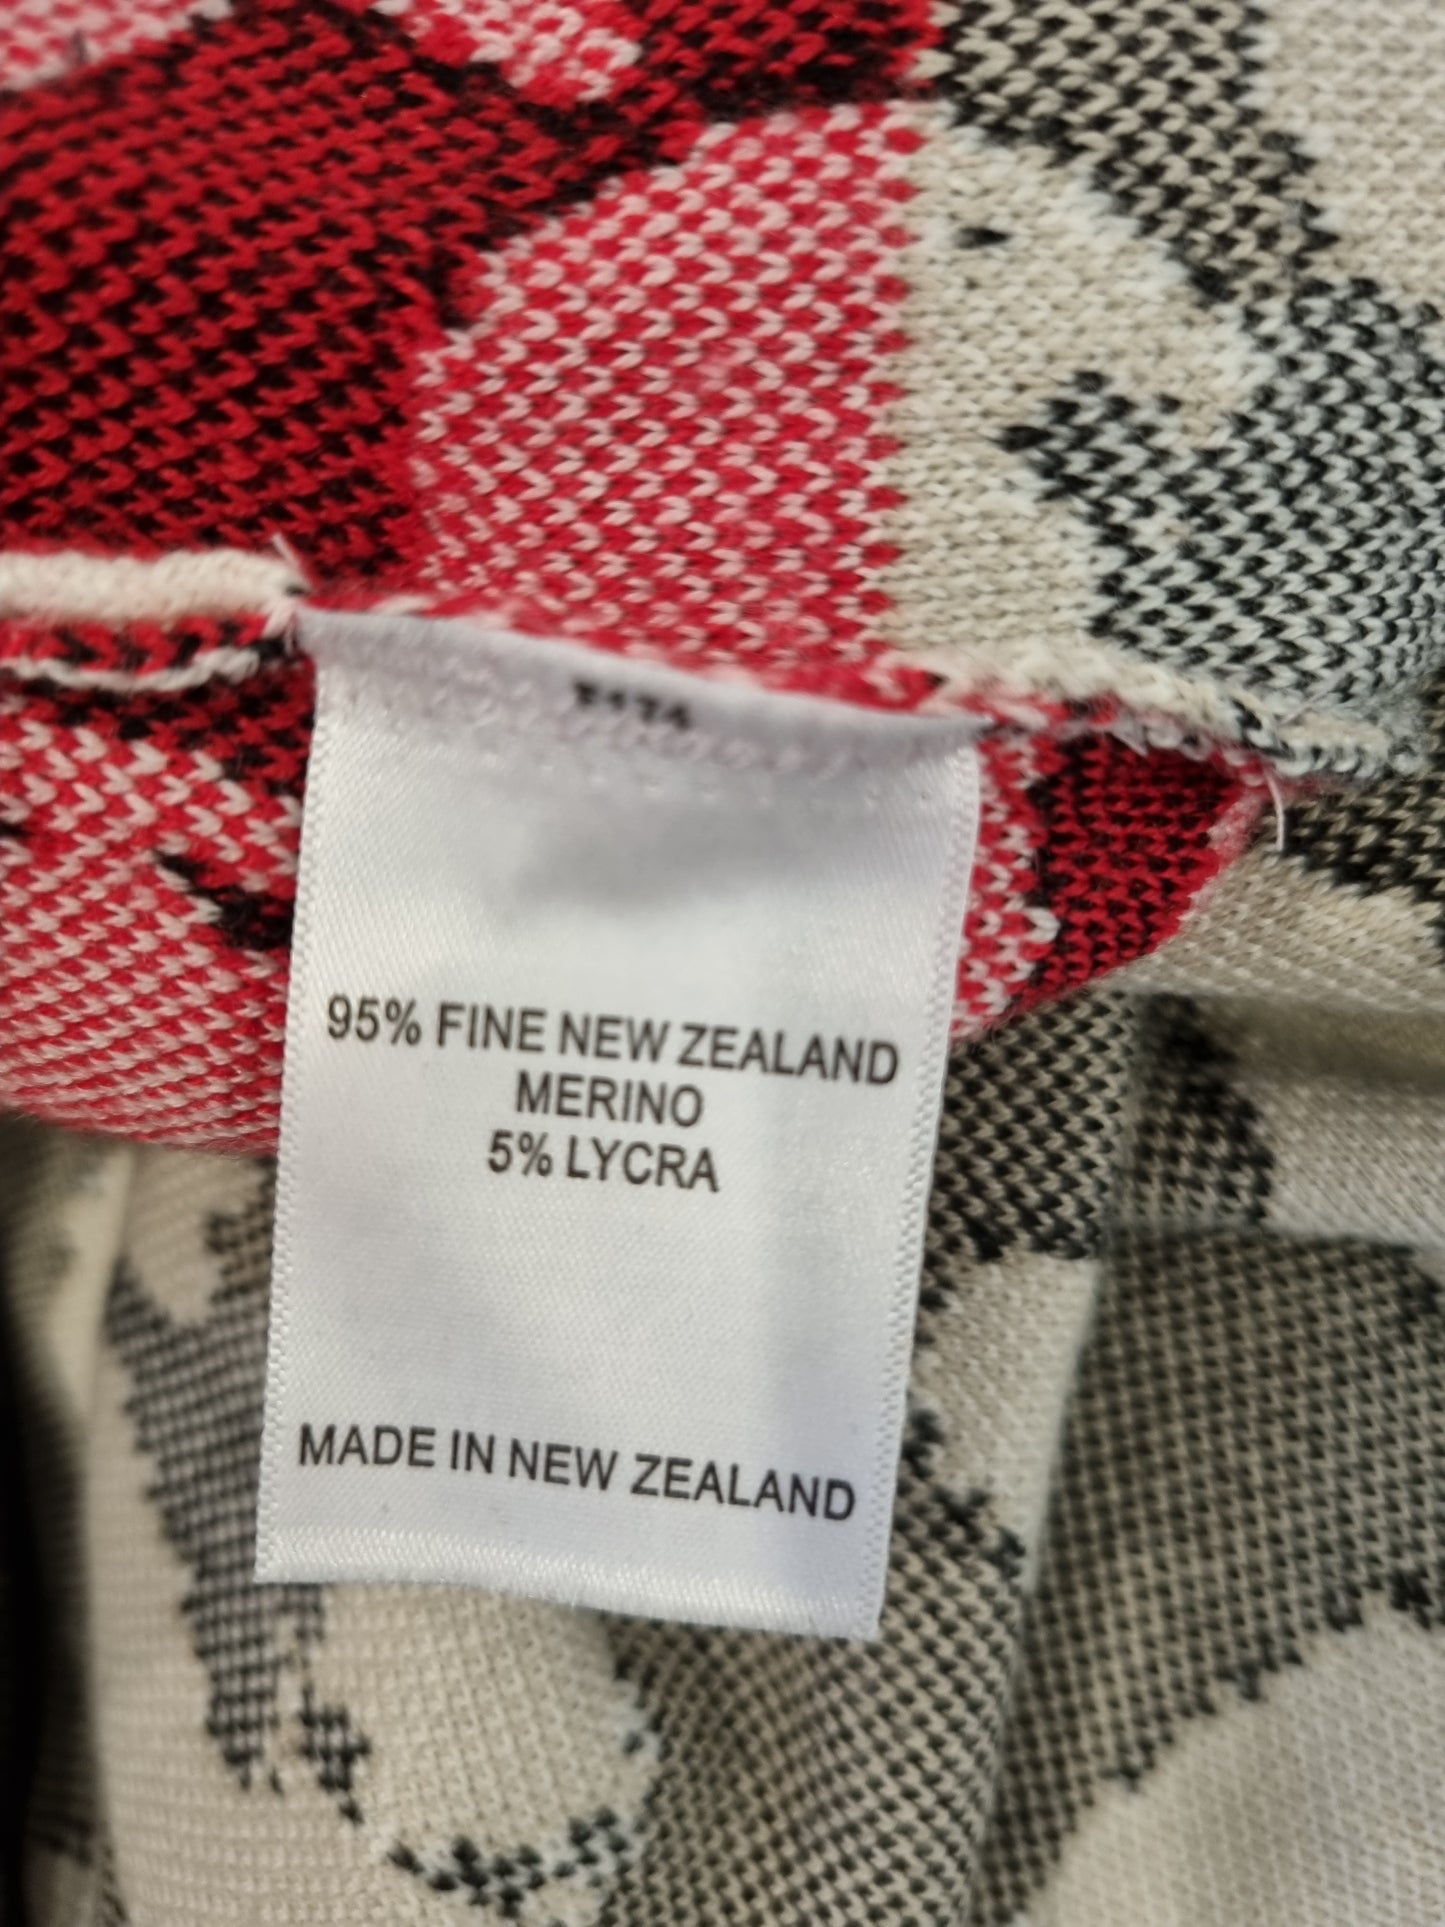 95% FINE NEW ZEALAND
MERINO
5% LYCRA
MADE IN NEW ZEALAND